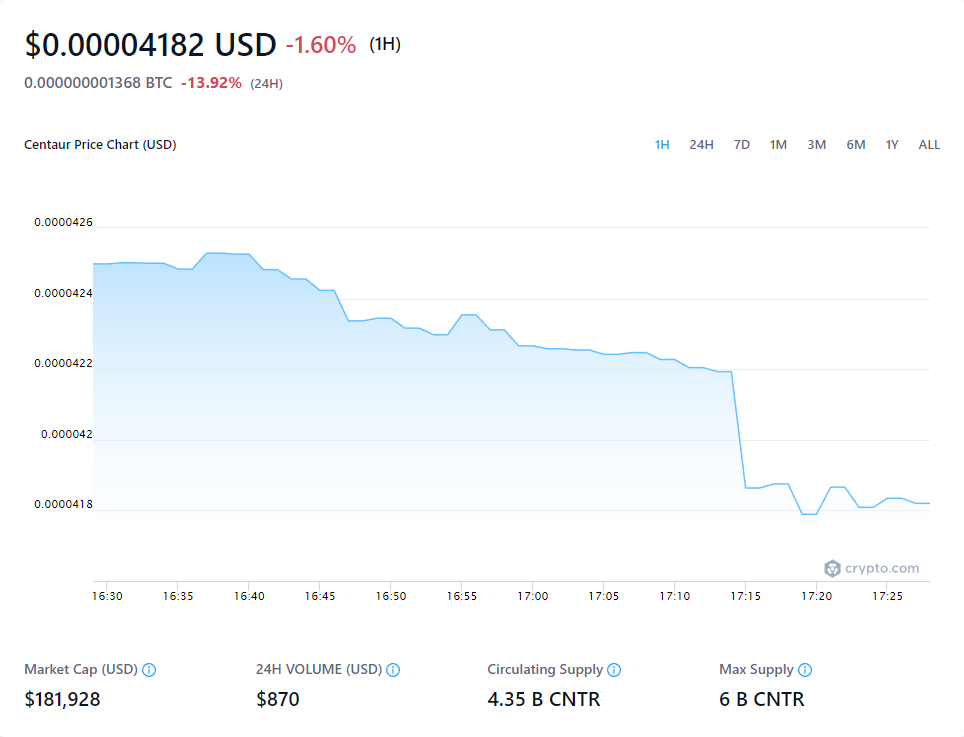 $0.00004182 USD -1.60% (1H)
0.000000001368 BTC -13.92% (24H)
Centaur Price Chart (USD) 1H 24H 7D 1M 3M 6M 1Y ALL
0.0000426
0.0000424
0.0000422
0.000042
0.0000418
crypto.com
16:30 16:35 16:40 16:45 16:50 16:55 17:00 17:05 17:10 17:15 17:20 17:25
Market Cap (USD) 24H VOLUME (USD) Circulating Supply Max Supply
$181,928 $870 4.35 B CNTR 6 B CNTR